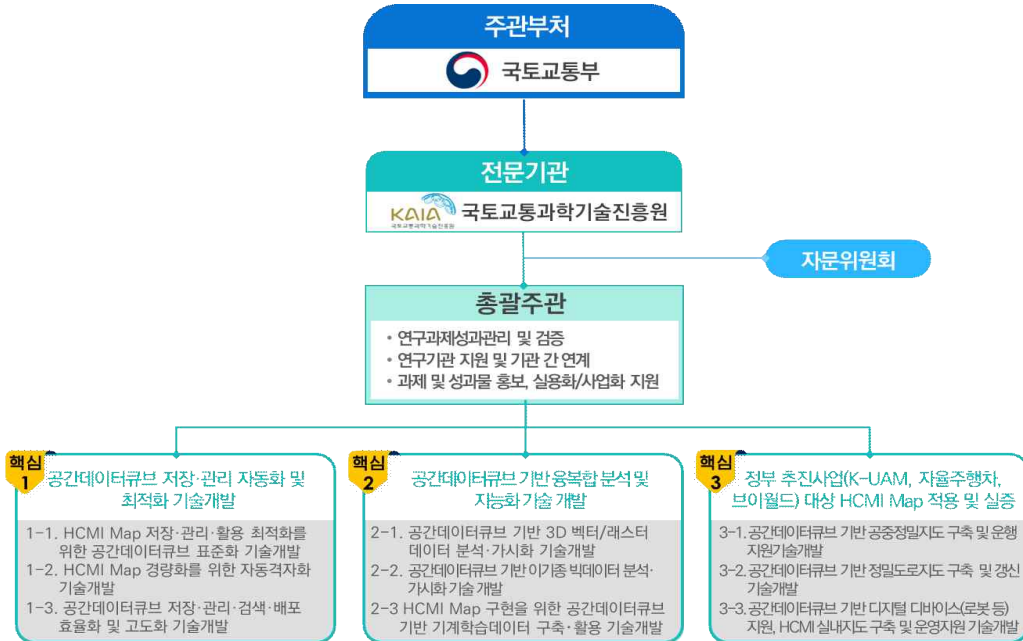 주관부처
국토교통부
전문기관
KAIA 국토교통과학기술진흥원
국토교통과학기술진흥원
자문위원회
총괄주관
• 연구과제성과관리 및 검증
• 연구기관 지원 및 기관 간 연계
• 과제 및 성과물 홍보, 실용화/사업화 지원
핵심
1
공간데이터큐브 저장·관리 자동화 및
최적화 기술개발
1-1. HCMI Map 저장·관리·활용 최적화를
위한 공간데이터큐브 표준화 기술개발
1-2. HCMI Map 경량화를 위한 자동격자화
기술개발
1-3. 공간데이터큐브 저장·관리·검색·배포
효율화 및 고도화 기술개발
핵심
2
공간데이터큐브 기반 융복합 분석 및
지능화 기술 개발
2-1. 공간데이터큐브 기반 3D 벡터/래스터
데이터 분석·가시화 기술개발
2-2. 공간데이터큐브 기반 이기종 빅데이터 분석·
가시화 기술 개발
2-3 HCMI Map 구현을 위한 공간데이터큐브
기반 기계학습데이터 구축·활용 기술개발
핵심
3
정부 추진사업(K-UAM, 자율주행차,
브이월드) 대상 HCMI Map 적용 및 실증
3-1. 공간데이터큐브 기반 공중정밀지도 구축 및 운행
지원기술개발
3-2. 공간데이터큐브 기반 정밀도로지도 구축 및 갱신
기술개발
3-3. 공간데이터큐브 기반 디지털 디바이스(로봇 등)
지원, HCMI 실내지도 구축 및 운영지원 기술개발